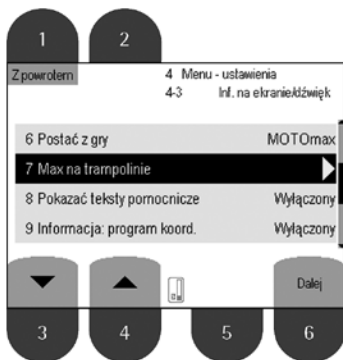 1 2
Z powrotem 4 Menu - ustawienia
4-3 Inf. na ekranie/dźwięk
6 Postać z gry MOTOmax
7 Max na trampolinie
8 Pokazać teksty pomocnicze Wyłączony
9 Informacja: program koord. Wyłączony
Dalej
3 4 5 6